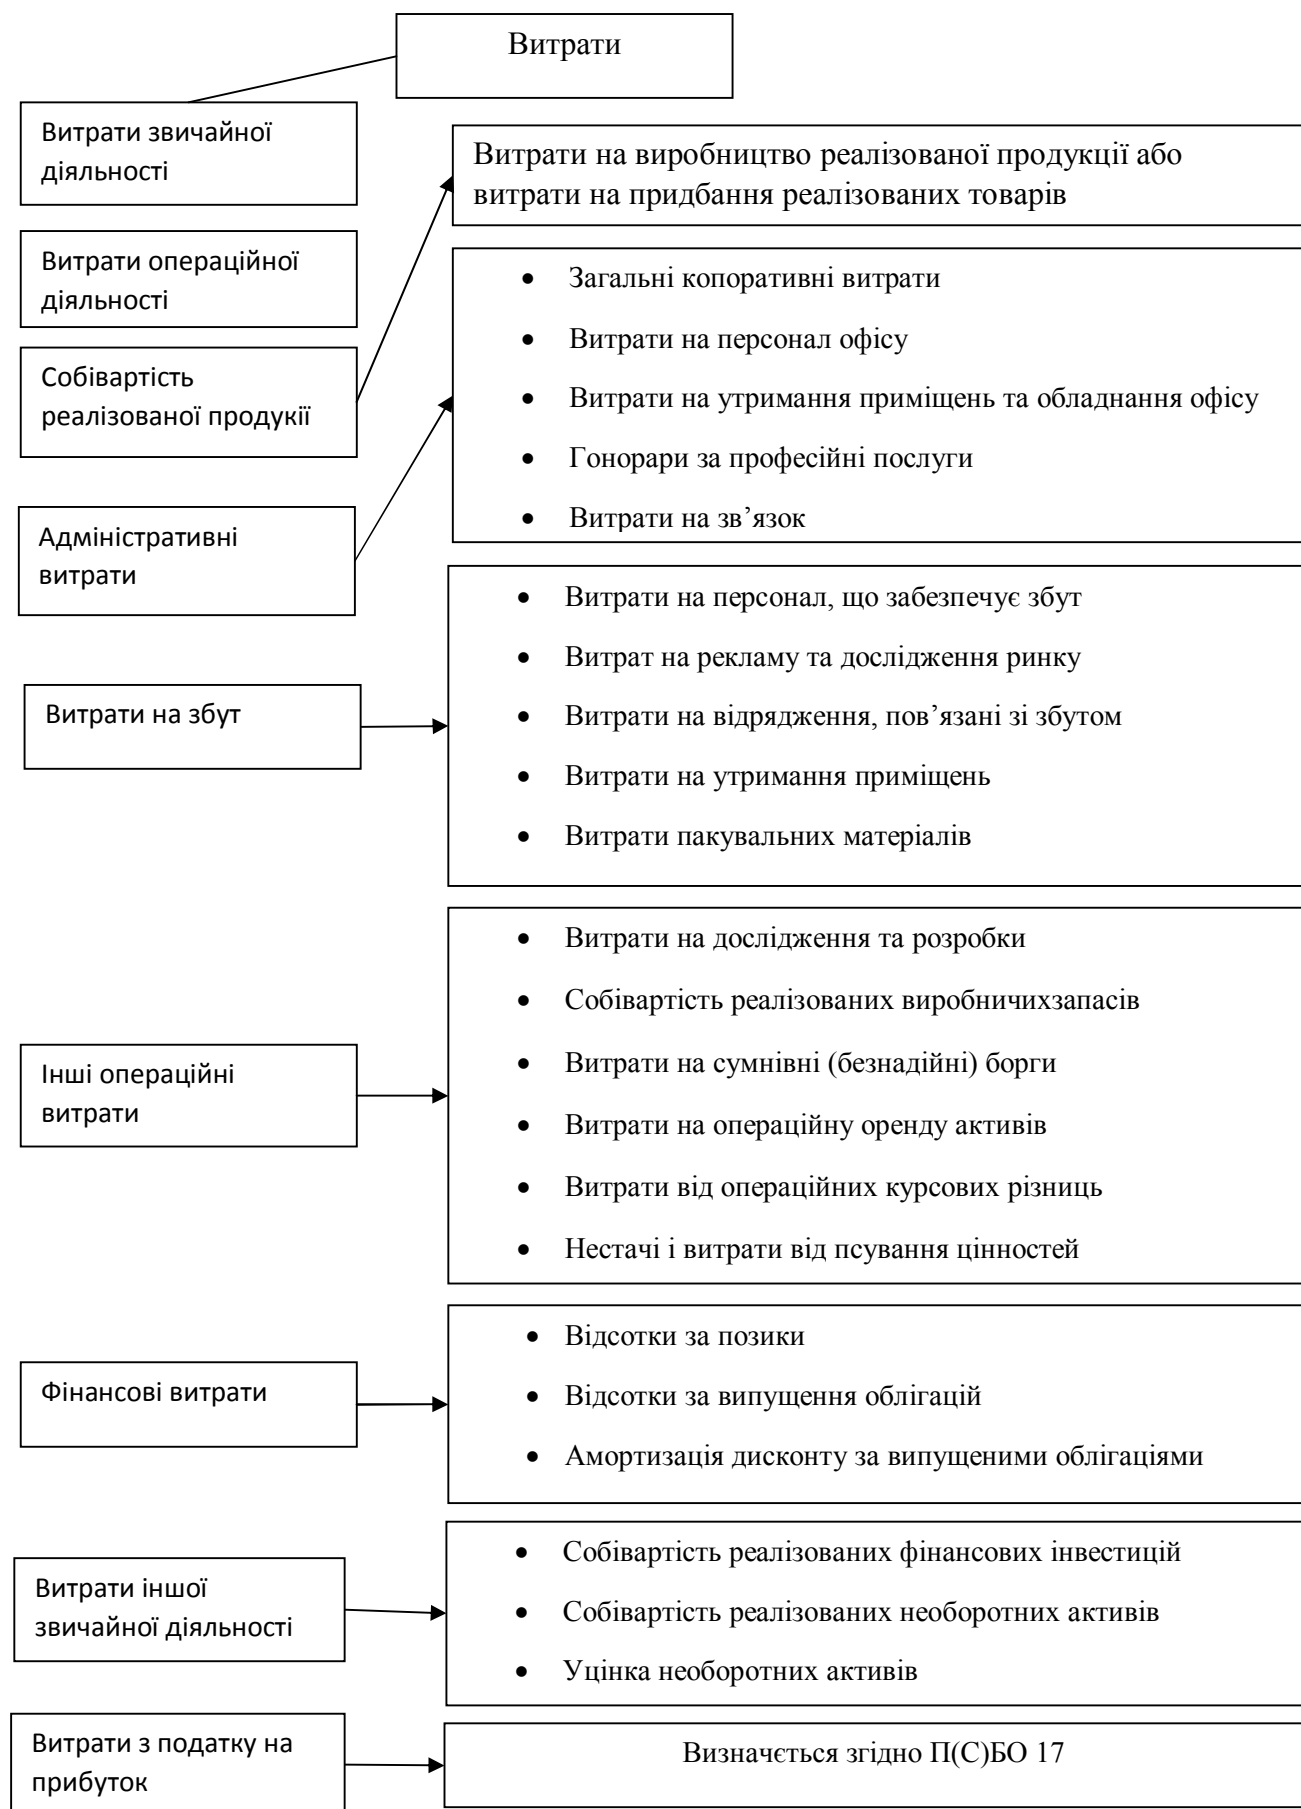 Витрати
Витрати звичайної
діяльності
Витрати на виробництво реалізованої продукції або
витрати на придбання реалізованих товарів
Витрати операційної
діяльності
Собівартість
реалізованої продукії
• Загальні копоративні витрати
• Витрати на персонал офісу
• Витрати на утримання приміщень та обладнання офісу
• Гонорари за професійні послуги
• Витрати на зв’язок
Адміністративні
витрати
• Витрати на персонал, що забезпечує збут
• Витрат на рекламу та дослідження ринку
• Витрати на відрядження, пов’язані зі збутом
• Витрати на утримання приміщень
• Витрати пакувальних матеріалів
Витрати на збут
• Витрати на дослідження та розробки
• Собівартість реалізованих виробничихзапасів
• Витрати на сумнівні (безнадійні) борги
• Витрати на операційну оренду активів
• Витрати від операційних курсових різниць
• Нестачі і витрати від псування цінностей
Інші операційні
витрати
• Відсотки за позики
• Відсотки за випущення облігацій
• Амортизація дисконту за випущеними облігаціями
Фінансові витрати
• Собівартість реалізованих фінансових інвестицій
• Собівартість реалізованих необоротних активів
• Уцінка необоротних активів
Витрати іншої
звичайної діяльності
Витрати з податку на
прибуток
Визначється згідно П(С)БО 17